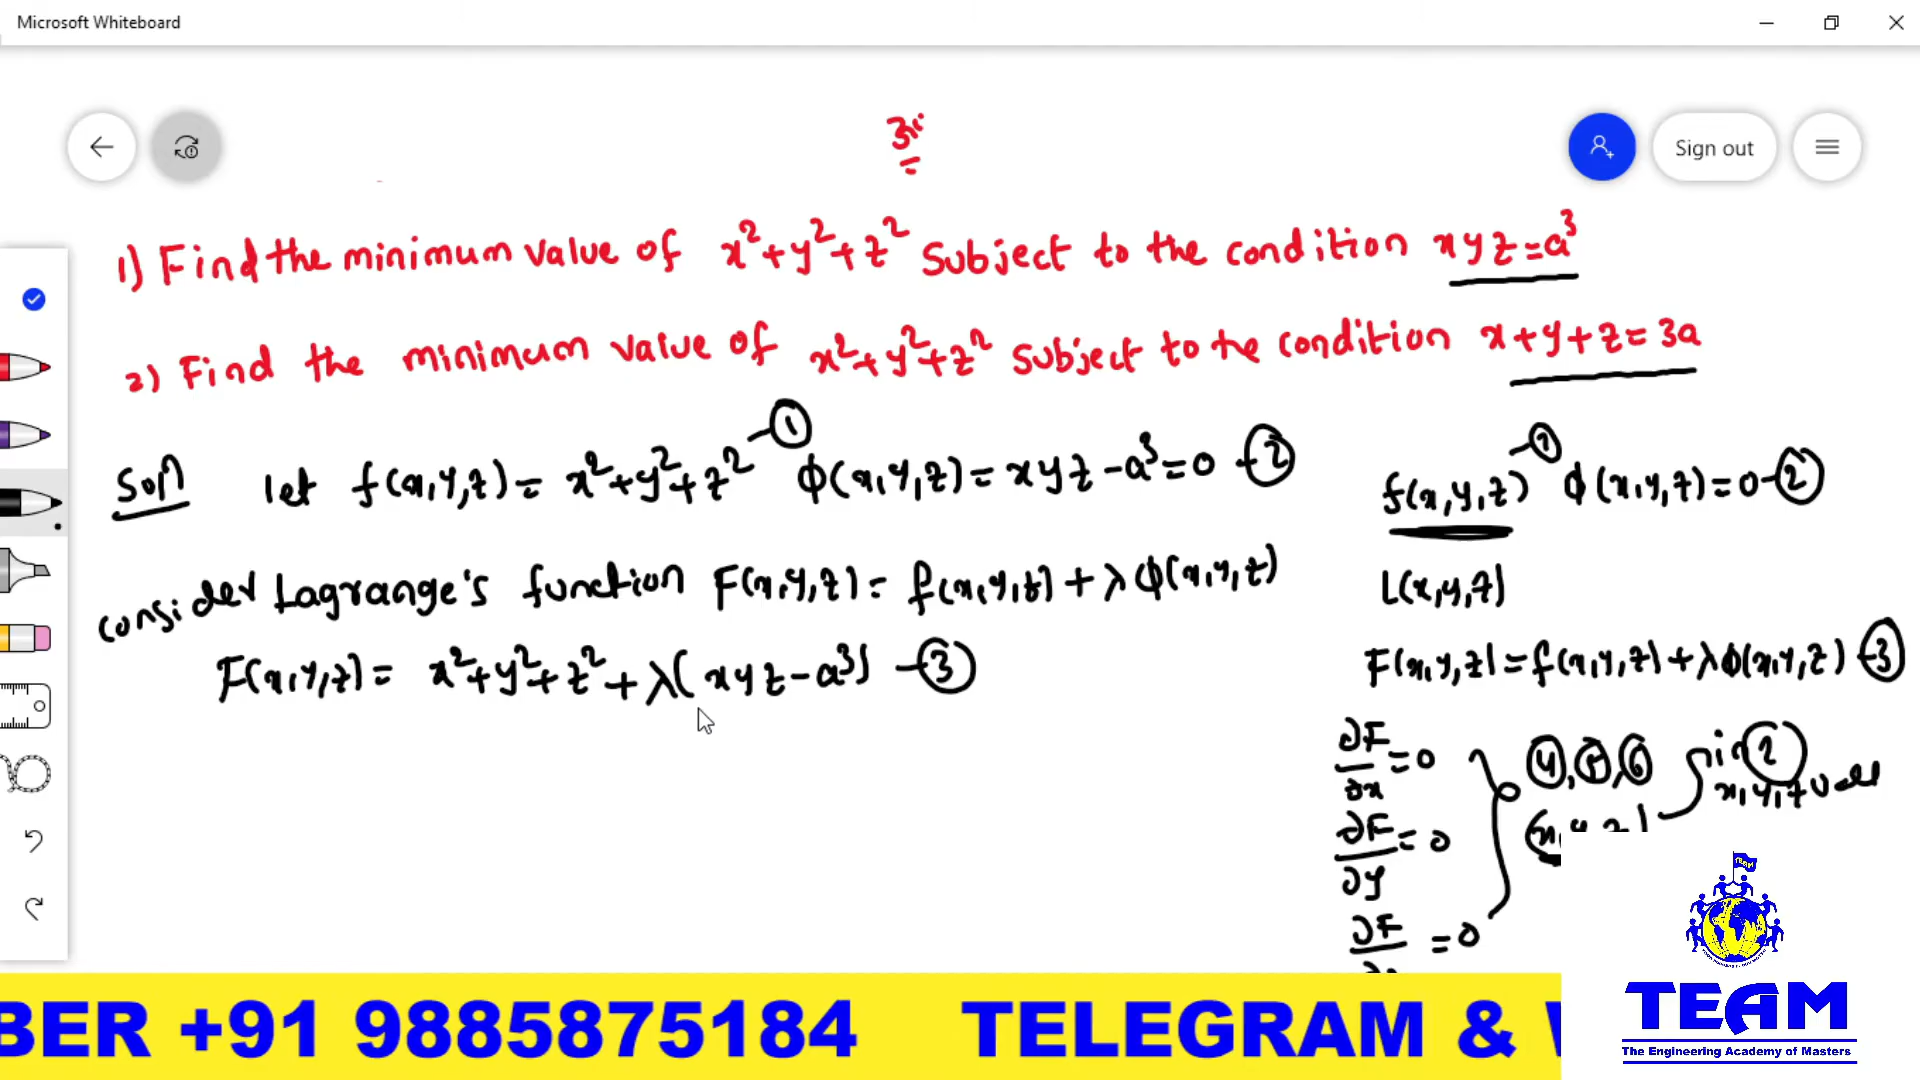 Microsoft Whiteboard
Sign out
1) Find the minimum value of x²+y²+z² subject to the condition xyz=a³
2) Find the minimum value of x²+y²+z² subject to the condition x+y+z=3a
Soln let f(x,y,z)= x²+y²+z² -① φ(x,y,z)= xyz-a³=0 -②
consider Lagrange's function F(x,y,z)= f(x,y,z)+λφ(x,y,z)
F(x,y,z)= x²+y²+z²+λ(xyz-a³) -③
f(x,y,z) -① φ(x,y,z)=0-②
L(x,y,z)
F(x,y,z)=f(x,y,z)+λφ(x,y,z) -③
∂F/∂x=0
∂F/∂y=0
∂F =0
④,⑤,⑥
in ②
x,y,z
BER +91 9885875184 TELEGRAM &
TEAM
The Engineering Academy of Masters